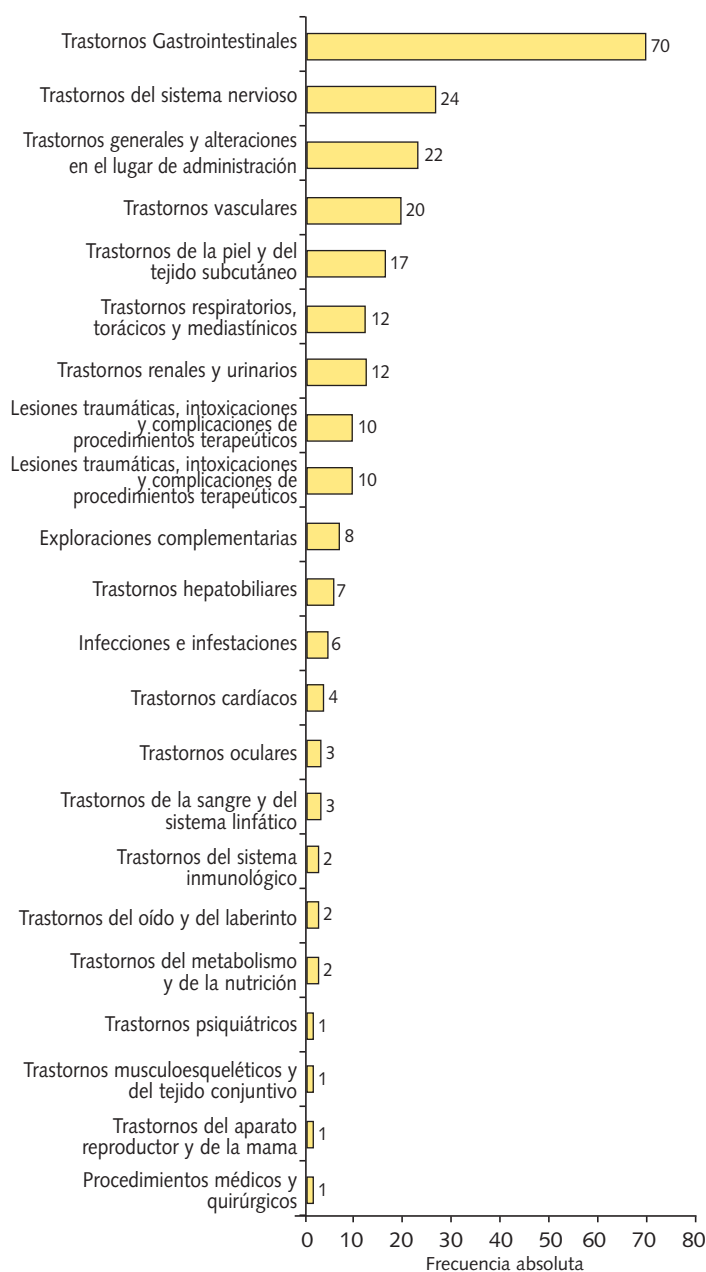 Trastornos Gastrointestinales
70
Trastornos del sistema nervioso
24
Trastornos generales y alteraciones
en el lugar de administración
22
Trastornos vasculares
20
Trastornos de la piel y del
tejido subcutáneo
17
Trastornos respiratorios,
torácicos y mediastínicos
12
Trastornos renales y urinarios
12
Lesiones traumáticas, intoxicaciones
y complicaciones de
procedimientos terapeúticos
10
Lesiones traumáticas, intoxicaciones
y complicaciones de
procedimientos terapeúticos
10
Exploraciones complementarias
8
Trastornos hepatobiliares
7
Infecciones e infestaciones
6
Trastornos cardíacos
4
Trastornos oculares
3
Trastornos de la sangre y del
sistema linfático
3
Trastornos del sistema
inmunológico
2
Trastornos del oído y del laberinto
2
Trastornos del metabolismo
y de la nutrición
2
Trastornos psiquiátricos
1
Trastornos musculoesqueléticos y
del tejido conjuntivo
1
Trastornos del aparato
reproductor y de la mama
1
Procedimientos médicos y
quirúrgicos
1
0 10 20 30 40 50 60 70 80
Frecuencia absoluta